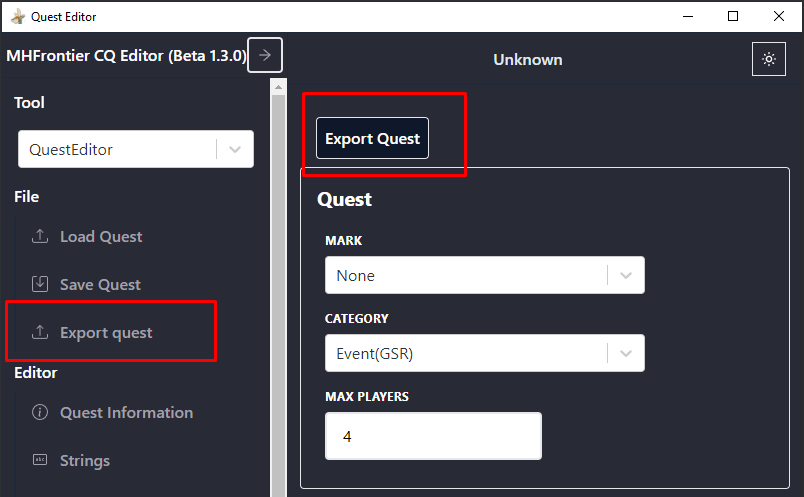 Quest Editor
MHFrontier CQ Editor (Beta 1.3.0)
Unknown
Tool
QuestEditor
File
Load Quest
Save Quest
Export quest
Editor
Quest Information
abc
Strings
Export Quest
Quest
MARK
None
CATEGORY
Event(GSR)
MAX PLAYERS
4